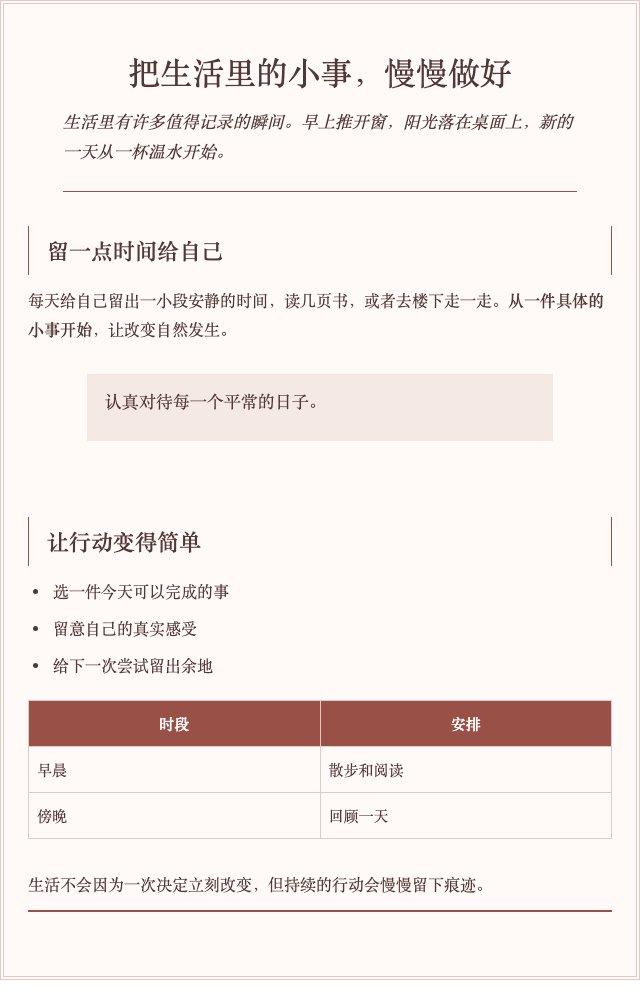 把生活里的小事，慢慢做好
生活里有许多值得记录的瞬间。早上推开窗，阳光落在桌面上，新的
一天从一杯温水开始。
留一点时间给自己
每天给自己留出一小段安静的时间，读几页书，或者去楼下走一走。从一件具体的
小事开始，让改变自然发生。
认真对待每一个平常的日子。
让行动变得简单
• 选一件今天可以完成的事
• 留意自己的真实感受
• 给下一次尝试留出余地
时段 安排
早晨 散步和阅读
傍晚 回顾一天
生活不会因为一次决定立刻改变，但持续的行动会慢慢留下痕迹。